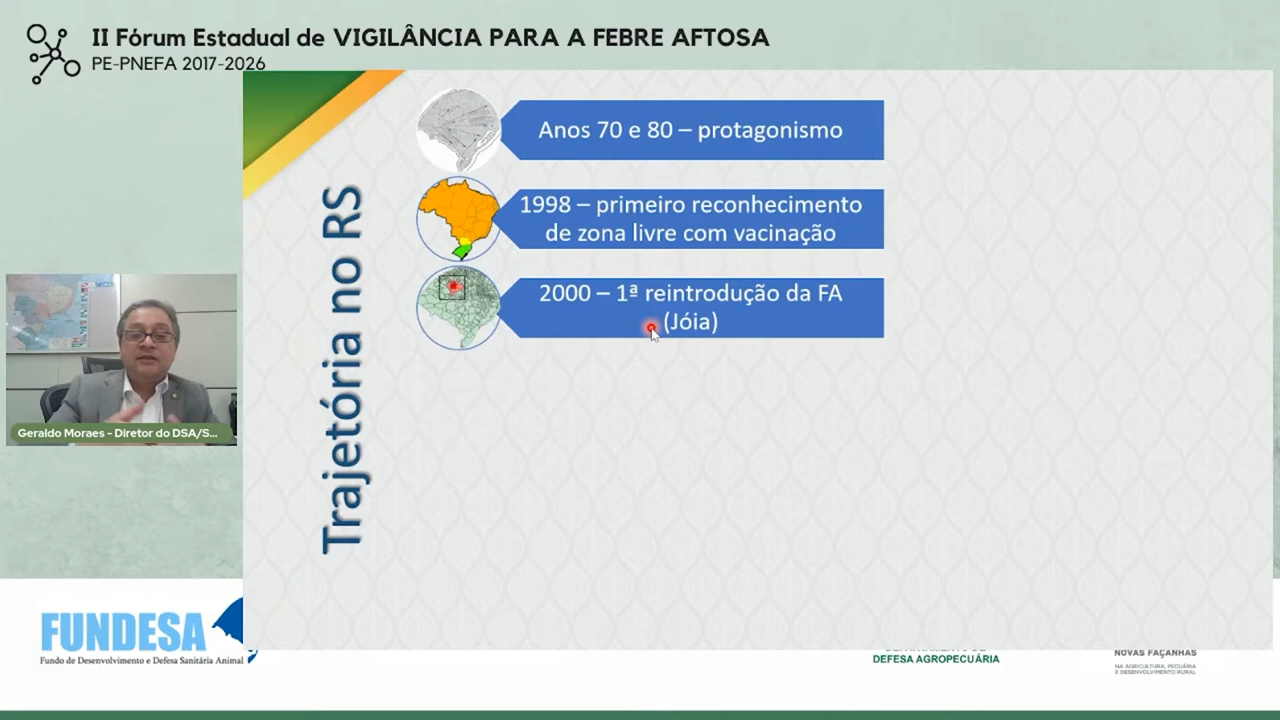 II Fórum Estadual de VIGILÂNCIA PARA A FEBRE AFTOSA
PE-PNEFA 2017-2026
Trajetória no RS
Anos 70 e 80 – protagonismo
1998 – primeiro reconhecimento
de zona livre com vacinação
2000 – 1ª reintrodução da FA
(Jóia)
Geraldo Moraes - Diretor do DSA/S...
FUNDESA
Fundo de Desenvolvimento e Defesa Sanitária Animal
DEFESA AGROPECUÁRIA
NOVAS FAÇANHAS
NA AGRICULTURA, PECUÁRIA
E DESENVOLVIMENTO RURAL